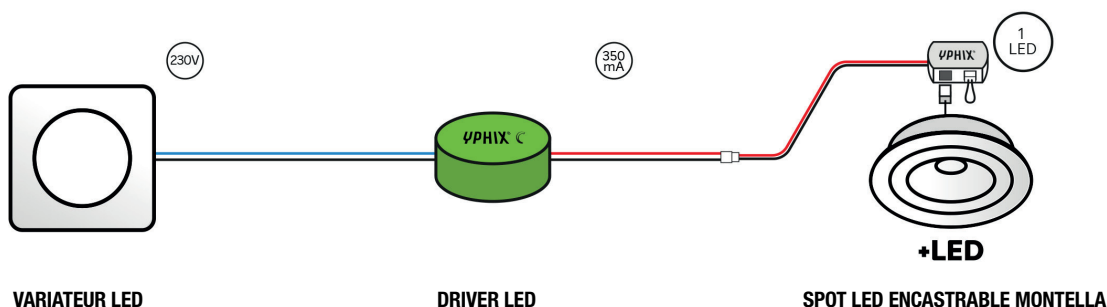 230V
350
mA
YPHIX
1
LED
YPHIX
+LED
VARIATEUR LED
DRIVER LED
SPOT LED ENCASTRABLE MONTELLA